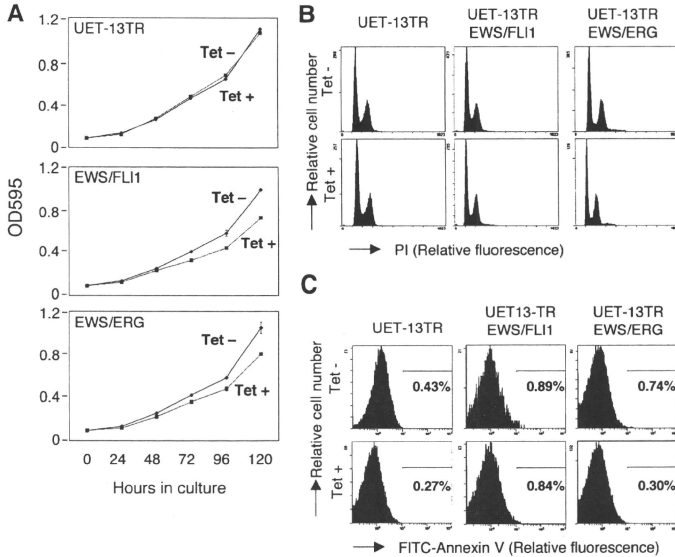 A
UET-13TR
1.2
0.8
0.4
0
Tet –
Tet +
EWS/FLI1
1.2
0.8
0.4
0
Tet –
Tet +
EWS/ERG
1.2
0.8
0.4
0
Tet –
Tet +
OD595
0 24 48 72 96 120
Hours in culture
B
UET-13TR
UET-13TR
EWS/FLI1
UET-13TR
EWS/ERG
Relative cell number
Tet -
Tet +
PI (Relative fluorescence)
C
UET-13TR
UET13-TR
EWS/FLI1
UET-13TR
EWS/ERG
Relative cell number
Tet -
0.43%
0.89%
0.74%
Tet +
0.27%
0.84%
0.30%
FITC-Annexin V (Relative fluorescence)